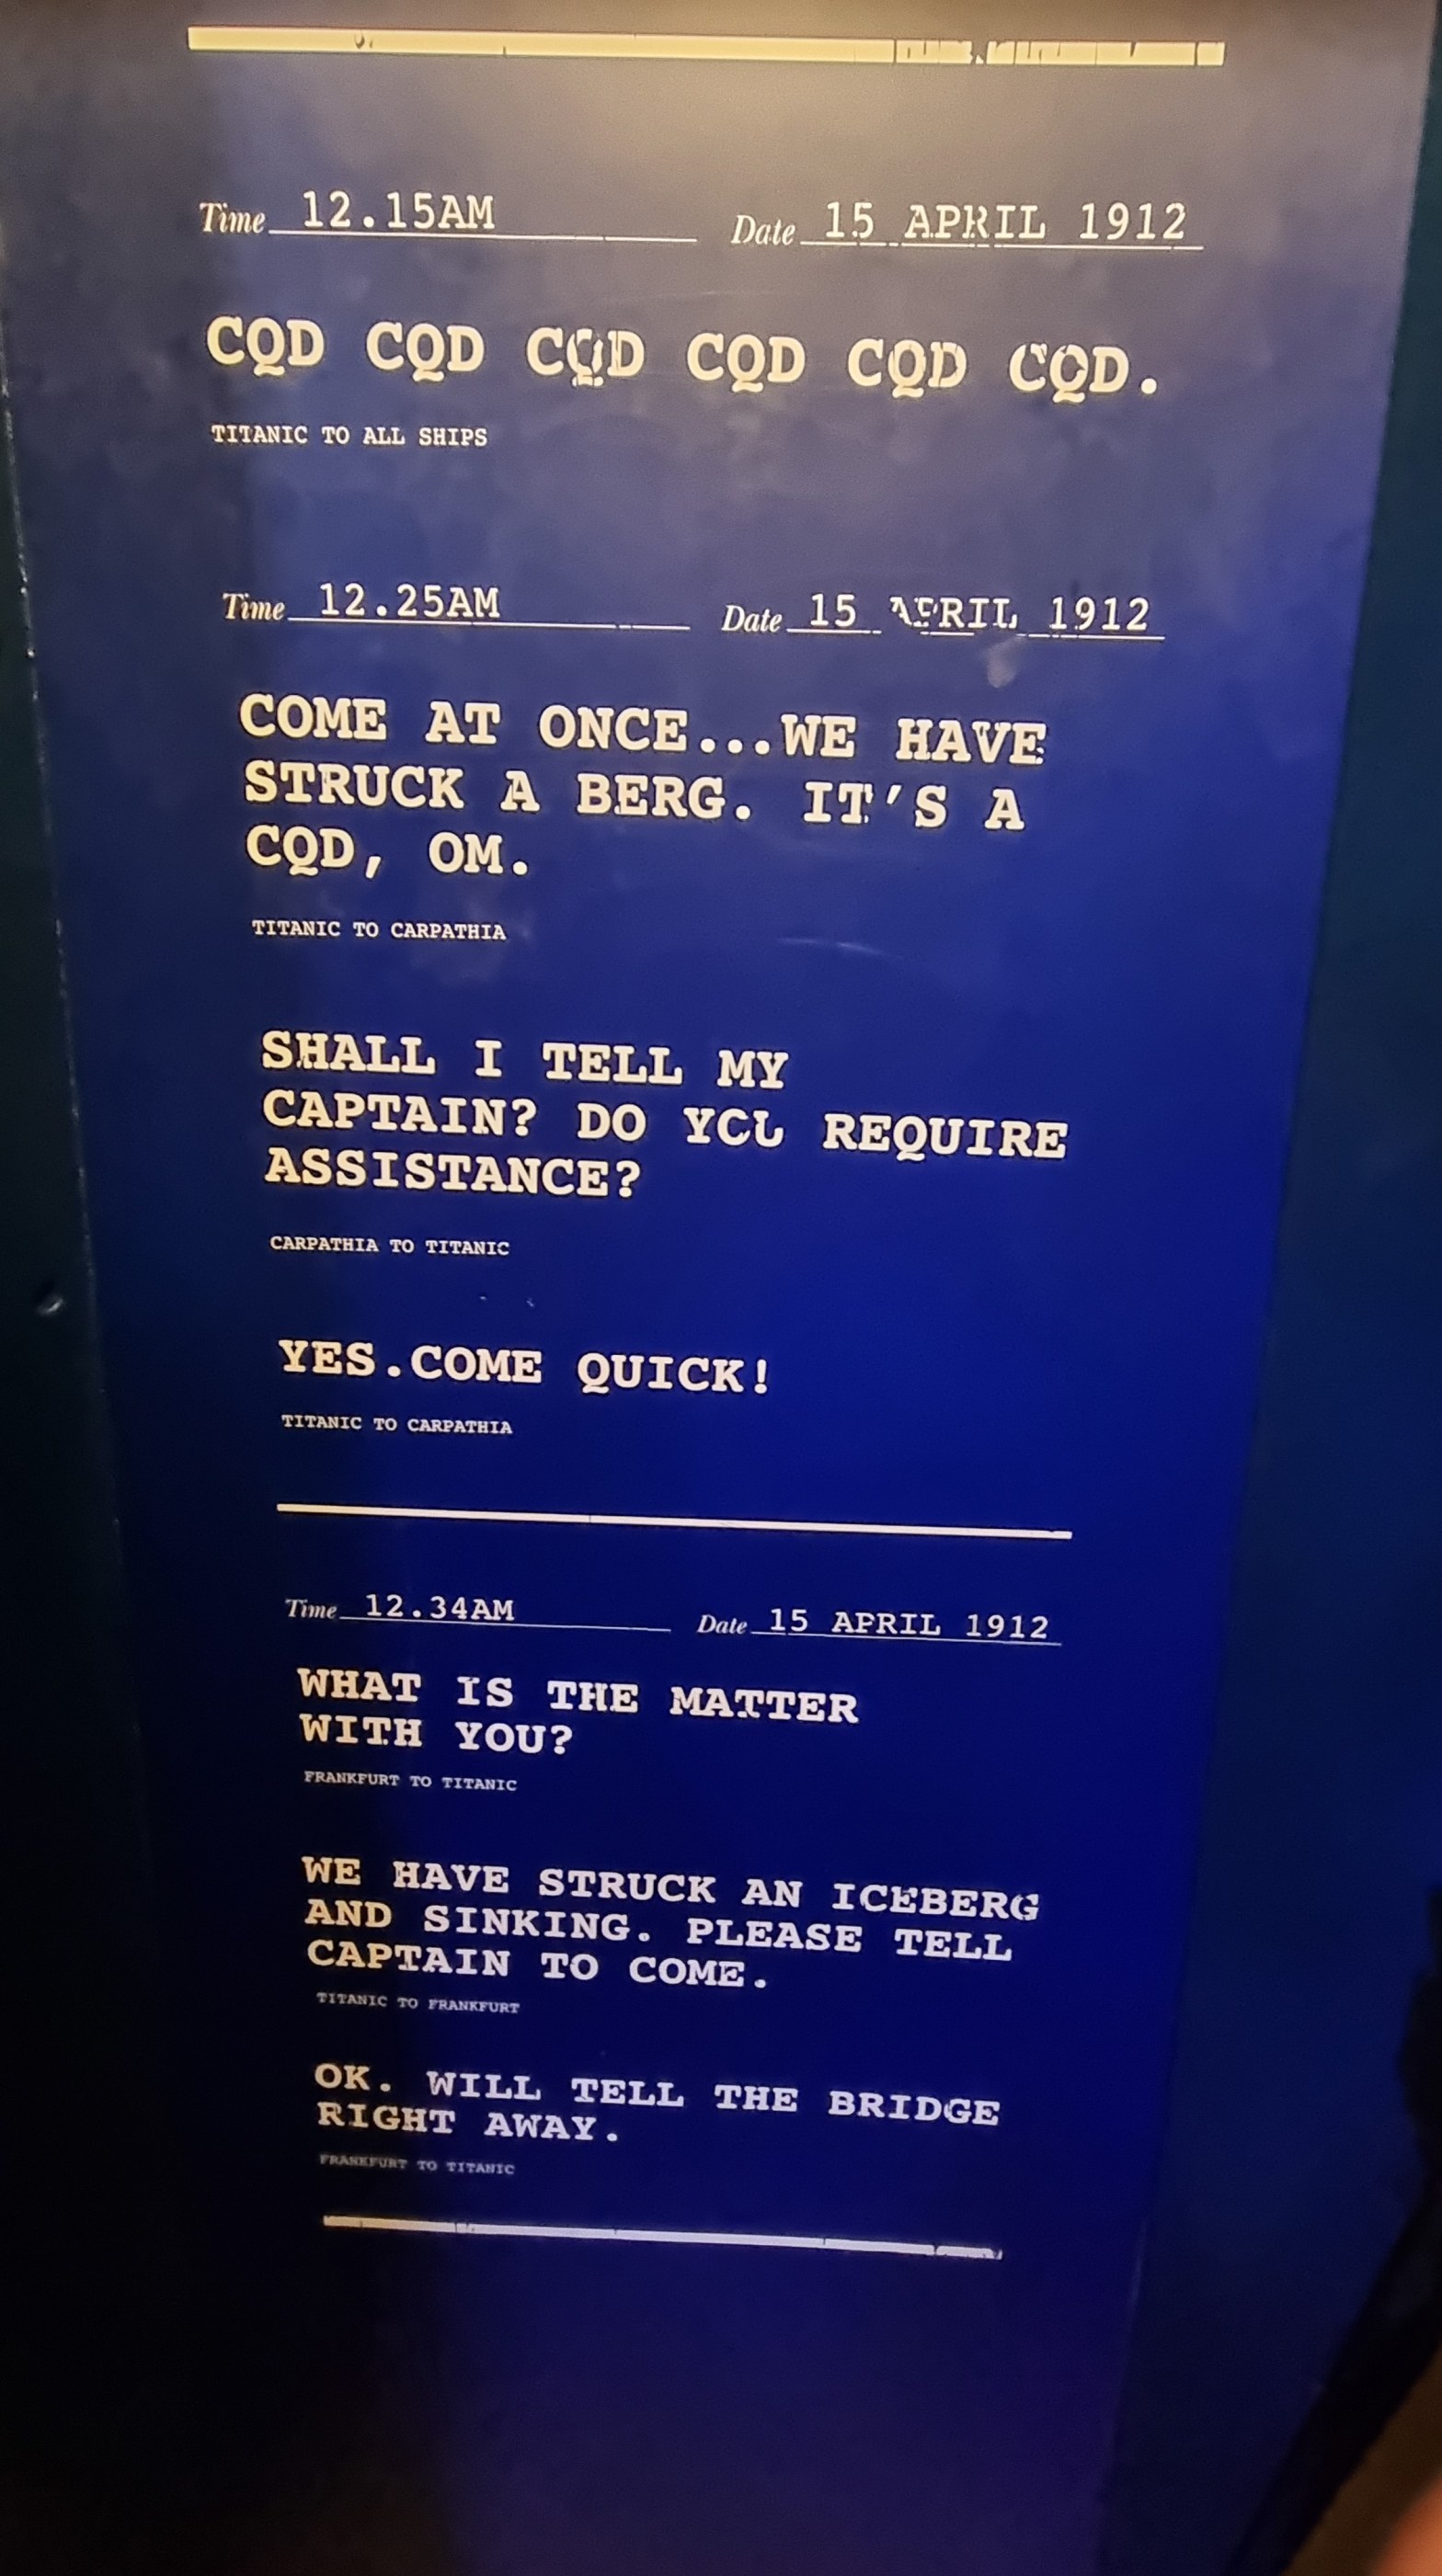 Time 12.15AM Date 15 APRIL 1912
CQD CQD CQD CQD CQD CQD.
TITANIC TO ALL SHIPS
Time 12.25AM Date 15 APRIL 1912
COME AT ONCE...WE HAVE
STRUCK A BERG. IT'S A
CQD, OM.
TITANIC TO CARPATHIA
SHALL I TELL MY
CAPTAIN? DO YOU REQUIRE
ASSISTANCE?
CARPATHIA TO TITANIC
YES.COME QUICK!
TITANIC TO CARPATHIA
Time 12.34AM Date 15 APRIL 1912
WHAT IS THE MATTER
WITH YOU?
FRANKFURT TO TITANIC
WE HAVE STRUCK AN ICEBERG
AND SINKING. PLEASE TELL
CAPTAIN TO COME.
TITANIC TO FRANKFURT
OK. WILL TELL THE BRIDGE
RIGHT AWAY.
FRANKFURT TO TITANIC